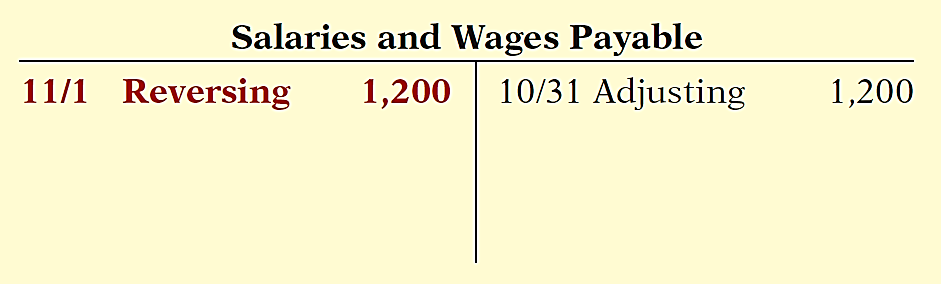 Salaries and Wages Payable
11/1 Reversing 1,200 10/31 Adjusting 1,200